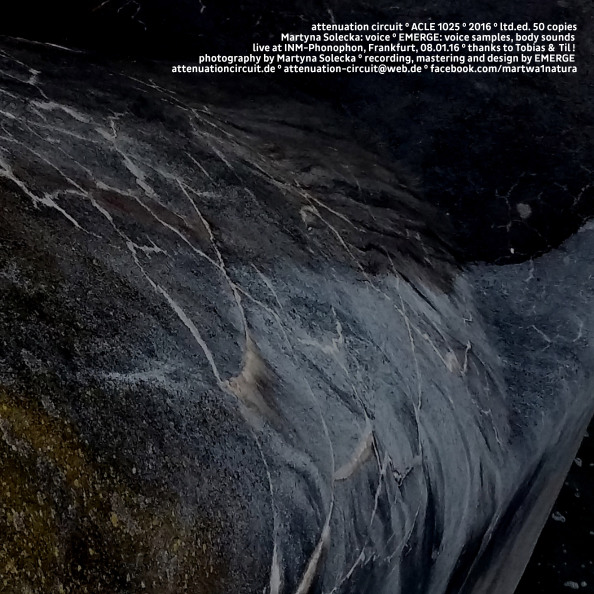 attenuation circuit ° ACLE 1025 ° 2016 ° ltd.ed. 50 copies
Martyna Solecka: voice ° EMERGE: voice samples, body sounds
live at INM-Phonophon, Frankfurt, 08.01.16 ° thanks to Tobias & Til !
photography by Martyna Solecka ° recording, mastering and design by EMERGE
attenuationcircuit.de ° attenuation-circuit@web.de ° facebook.com/martwa1natura